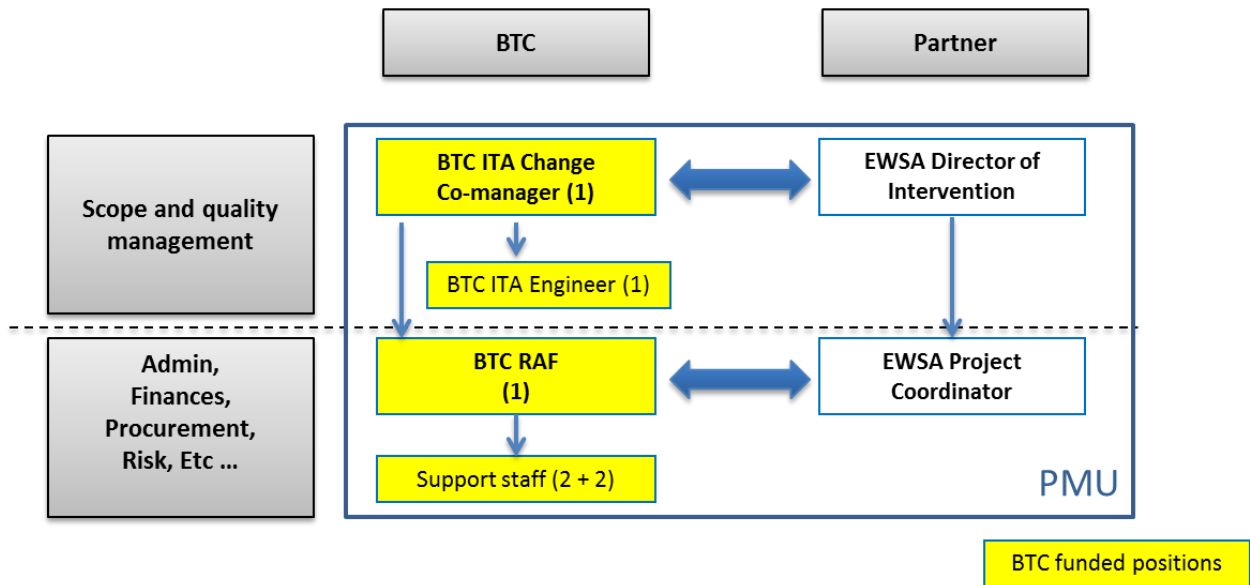 BTC
Partner
Scope and quality
management
BTC ITA Change
Co-manager (1)
EWSA Director of
Intervention
BTC ITA Engineer (1)
Admin,
Finances,
Procurement,
Risk, Etc ...
BTC RAF
(1)
EWSA Project
Coordinator
Support staff (2 + 2)
PMU
BTC funded positions